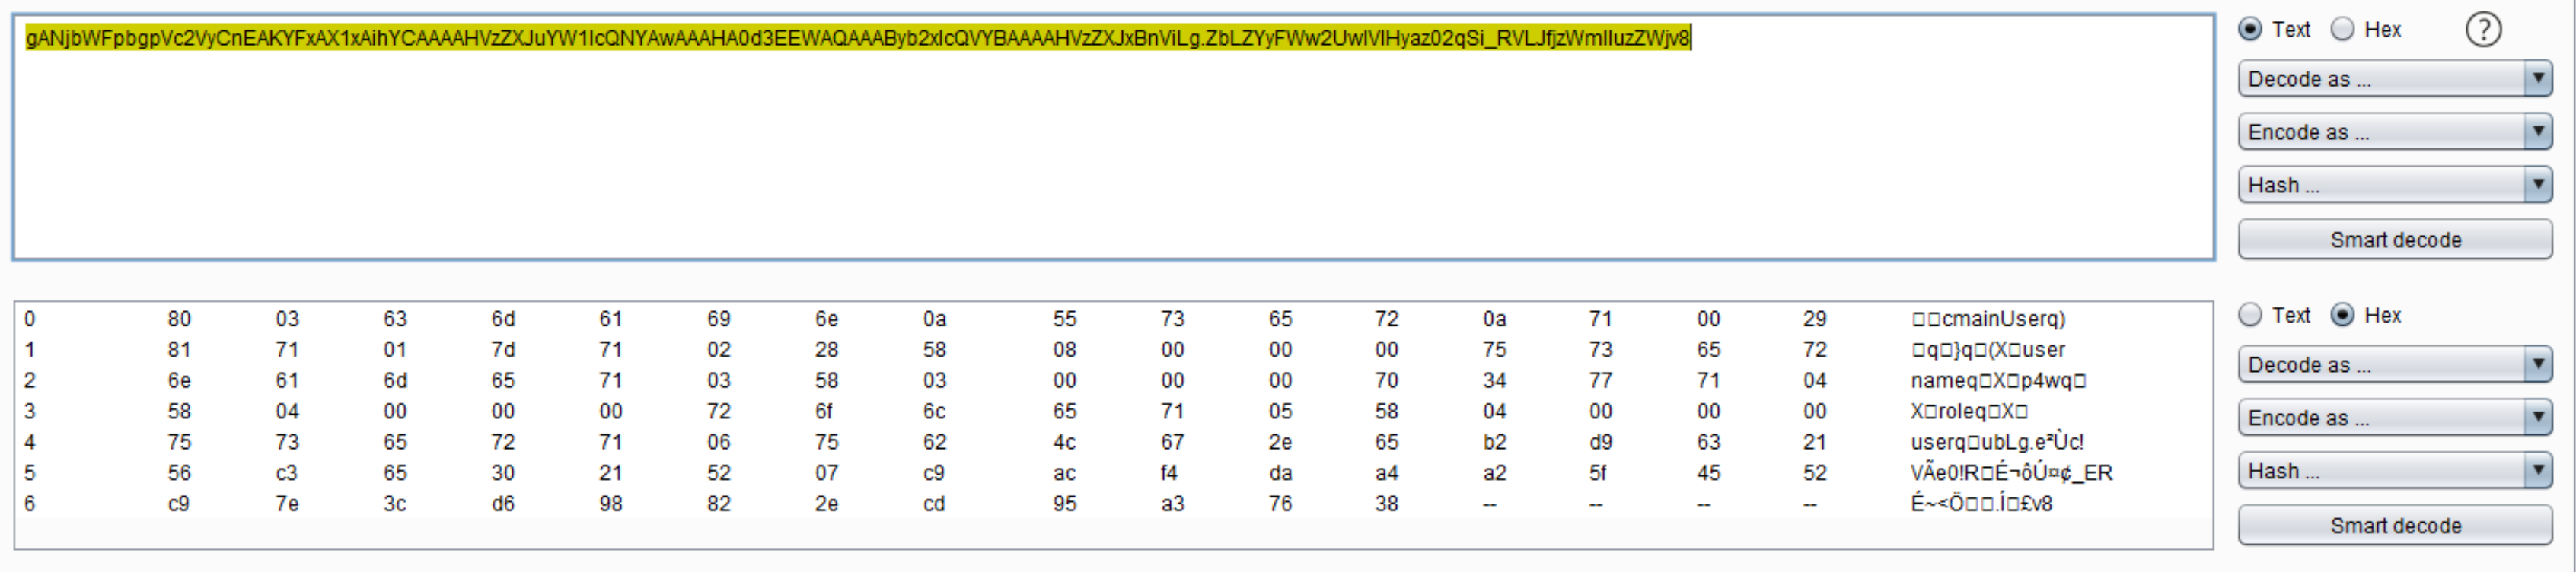 gANjbWFpbgpVc2VyCnEAKYFxAX1xAihYCAAAAHVzZXJuYW1lcQNYAwAAAHA0d3EEWAQAAAByb2xlcQVYBAAAAHVzZXJxBnViLg.ZbLZYyFWw2UwIVIHyaz02qSi_RVLJfjzWmIIuzZWjv8
Text Hex ?
Decode as ...
Encode as ...
Hash ...
Smart decode
0 80 03 63 6d 61 69 6e 0a 55 73 65 72 0a 71 00 29 □□cmainUserq)
1 81 71 01 7d 71 02 28 58 08 00 00 00 75 73 65 72 □q□}q□(X□user
2 6e 61 6d 65 71 03 58 03 00 00 00 70 34 77 71 04 nameq□X□p4wq□
3 58 04 00 00 00 72 6f 6c 65 71 05 58 04 00 00 00 X□roleq□X□
4 75 73 65 72 71 06 75 62 4c 67 2e 65 b2 d9 63 21 userq□ubLg.e²Ùc!
5 56 c3 65 30 21 52 07 c9 ac f4 da a4 a2 5f 45 52 VÃe0!R□É¬ôÚ¤¢_ER
6 c9 7e 3c d6 98 82 2e cd 95 a3 76 38 -- -- -- -- É~<Ö□□.Í□£v8
Text Hex
Decode as ...
Encode as ...
Hash ...
Smart decode